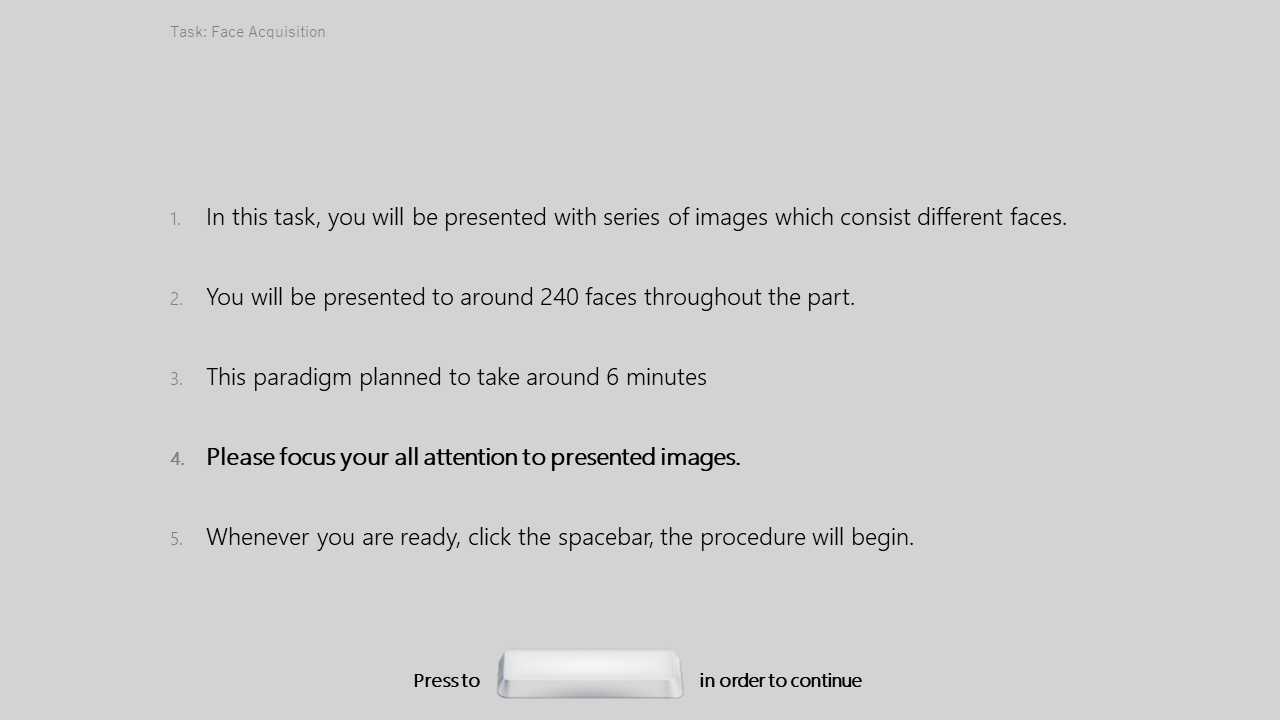 Task: Face Acquisition
1. In this task, you will be presented with series of images which consist different faces.
2. You will be presented to around 240 faces throughout the part.
3. This paradigm planned to take around 6 minutes
4. Please focus your all attention to presented images.
5. Whenever you are ready, click the spacebar, the procedure will begin.
Press to in order to continue